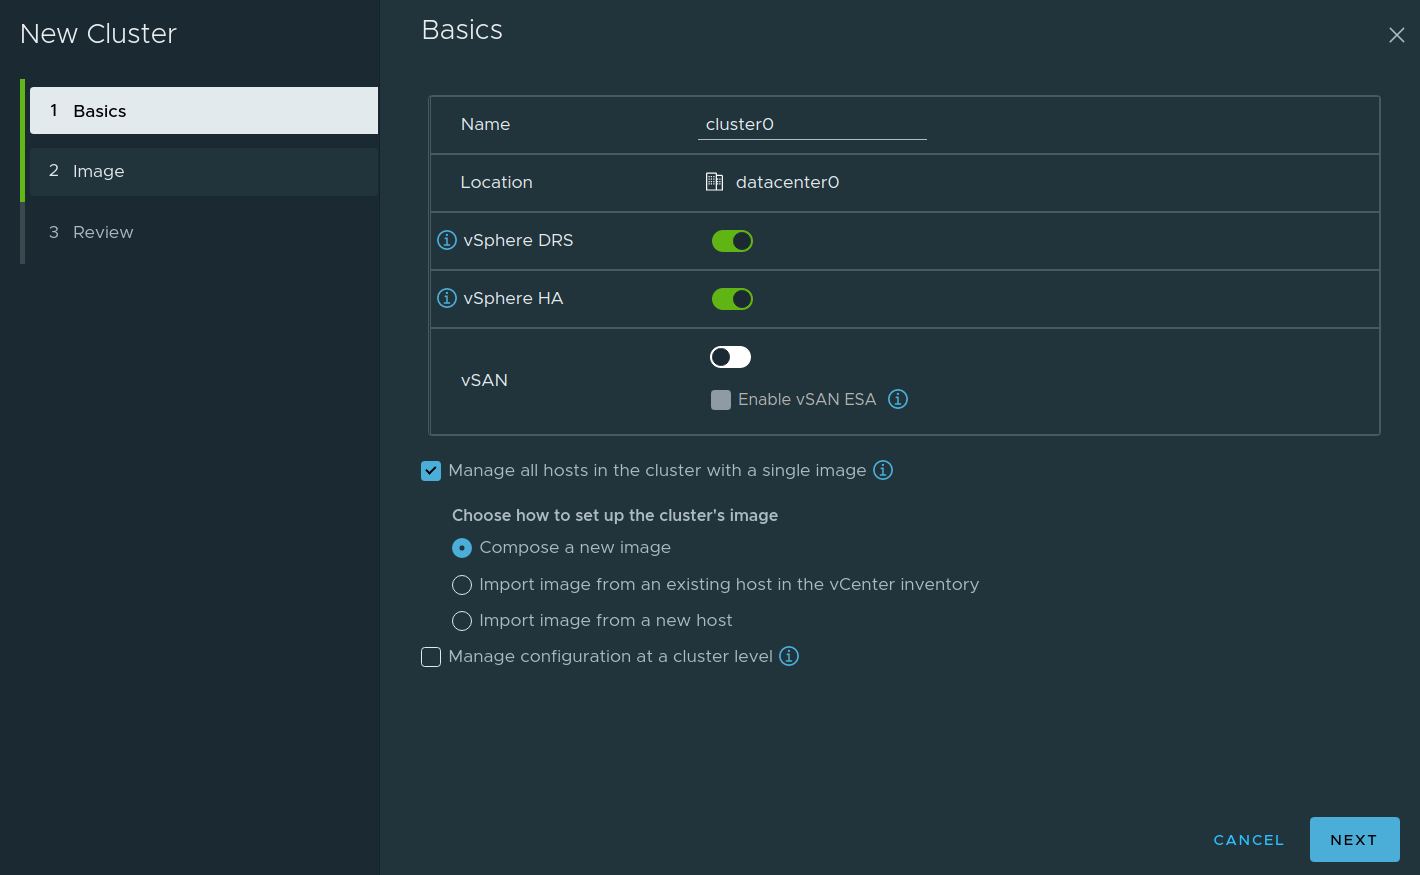 New Cluster
1 Basics
2 Image
3 Review
Basics
Name cluster0
Location datacenter0
vSphere DRS
vSphere HA
vSAN
Enable vSAN ESA
Manage all hosts in the cluster with a single image
Choose how to set up the cluster's image
Compose a new image
Import image from an existing host in the vCenter inventory
Import image from a new host
Manage configuration at a cluster level
CANCEL NEXT